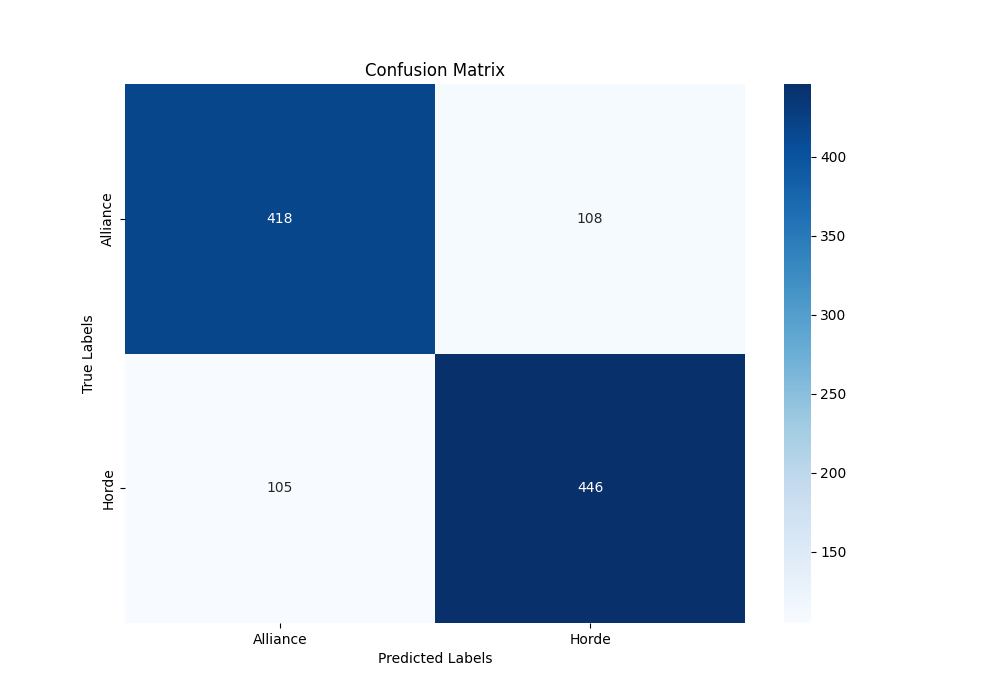 Confusion Matrix
Alliance
418
108
Horde
105
446
True Labels
Alliance
Horde
Predicted Labels
400
350
300
250
200
150